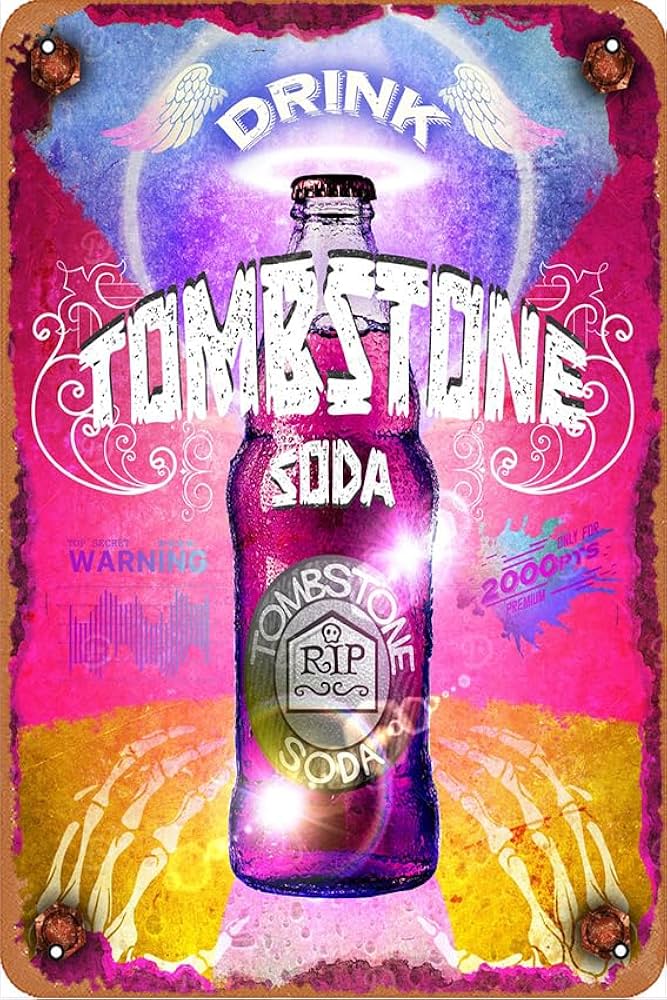 DRINK
TOMBSTONE
SODA
TOP SECRET
WARNING
ONLY FOR
2000PTS
PREMIUM
TOMBSTONE
RIP
SODA